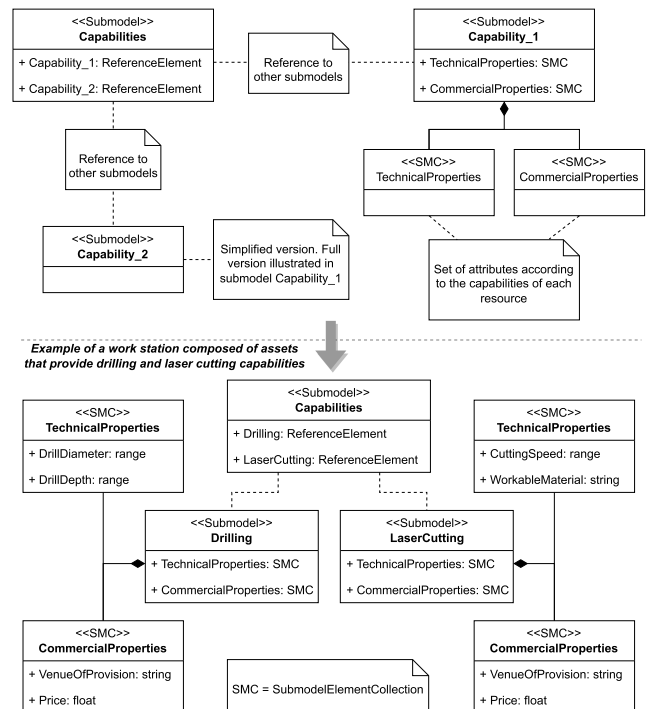 <<Submodel>>
Capabilities
+ Capability_1: ReferenceElement
+ Capability_2: ReferenceElement
Reference to
other submodels
<<Submodel>>
Capability_1
+ TechnicalProperties: SMC
+ CommercialProperties: SMC
Reference to
other submodels
<<SMC>>
TechnicalProperties
<<SMC>>
CommercialProperties
<<Submodel>>
Capability_2
Simplified version. Full
version illustrated in
submodel Capability_1
Set of attributes according
to the capabilities of each
resource
Example of a work station composed of assets
that provide drilling and laser cutting capabilities
<<Submodel>>
Capabilities
+ Drilling: ReferenceElement
+ LaserCutting: ReferenceElement
<<SMC>>
TechnicalProperties
+ DrillDiameter: range
+ DrillDepth: range
<<SMC>>
TechnicalProperties
+ CuttingSpeed: range
+ WorkableMaterial: string
<<Submodel>>
Drilling
+ TechnicalProperties: SMC
+ CommercialProperties: SMC
<<Submodel>>
LaserCutting
+ TechnicalProperties: SMC
+ CommercialProperties: SMC
<<SMC>>
CommercialProperties
+ VenueOfProvision: string
+ Price: float
SMC = SubmodelElementCollection
<<SMC>>
CommercialProperties
+ VenueOfProvision: string
+ Price: float